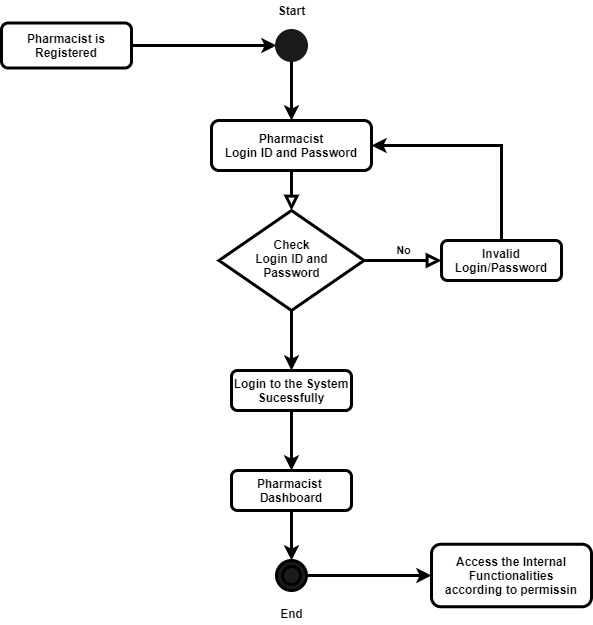 Start
Pharmacist is
Registered
Pharmacist
Login ID and Password
Check
Login ID and
Password
No
Invalid
Login/Password
Login to the System
Sucessfully
Pharmacist
Dashboard
Access the Internal
Functionalities
according to permissin
End